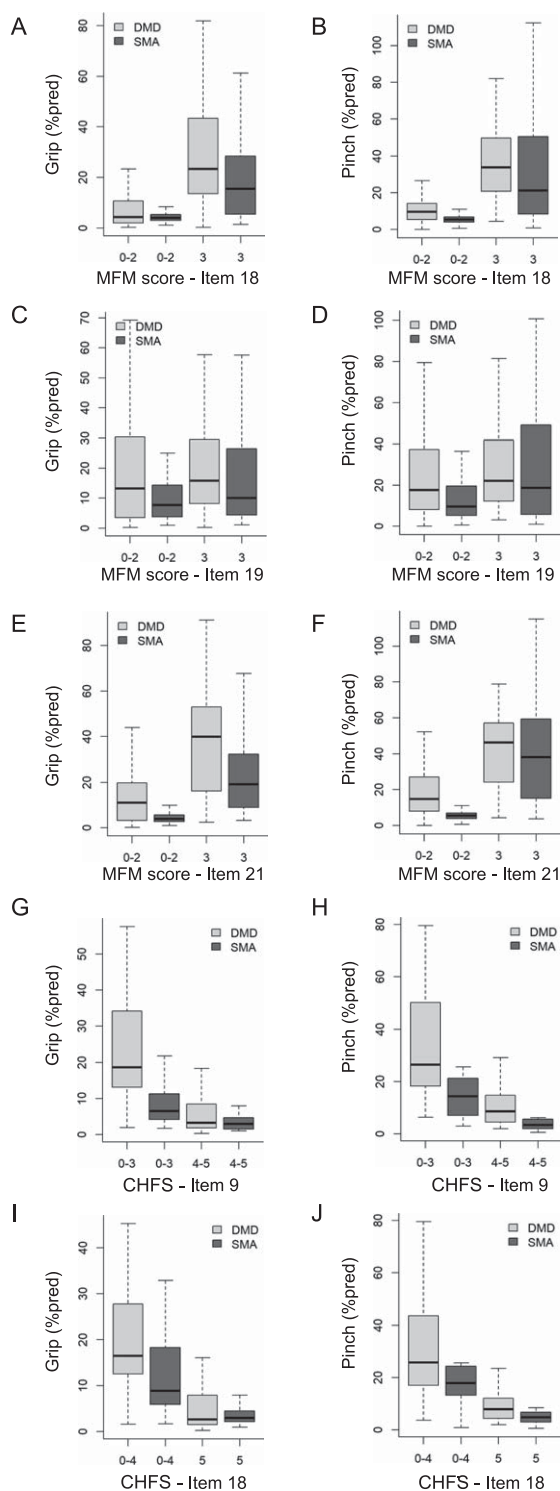 A
DMD
SMA
Grip (%pred)
0 20 40 60 80
0-2 0-2 3 3
MFM score - Item 18
B
DMD
SMA
Pinch (%pred)
0 20 40 60 80 100
0-2 0-2 3 3
MFM score - Item 18
C
DMD
SMA
Grip (%pred)
0 10 20 30 40 50 60 70
0-2 0-2 3 3
MFM score - Item 19
D
DMD
SMA
Pinch (%pred)
0 20 40 60 80 100
0-2 0-2 3 3
MFM score - Item 19
E
DMD
SMA
Grip (%pred)
0 20 40 60 80
0-2 0-2 3 3
MFM score - Item 21
F
DMD
SMA
Pinch (%pred)
0 20 40 60 80 100
0-2 0-2 3 3
MFM score - Item 21
G
DMD
SMA
Grip (%pred)
0 10 20 30 40 50
0-3 0-3 4-5 4-5
CHFS - Item 9
H
DMD
SMA
Pinch (%pred)
0 20 40 60 80
0-3 0-3 4-5 4-5
CHFS - Item 9
I
DMD
SMA
Grip (%pred)
0 10 20 30 40
0-4 0-4 5 5
CHFS - Item 18
J
DMD
SMA
Pinch (%pred)
0 20 40 60 80
0-4 0-4 5 5
CHFS - Item 18